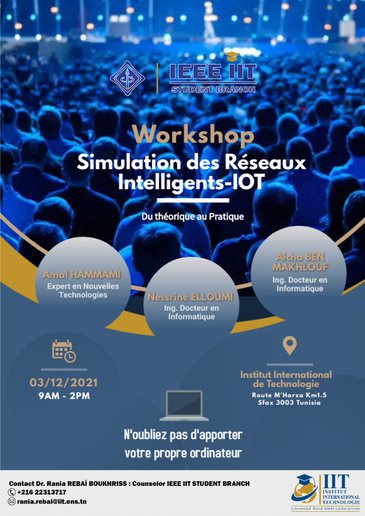 IEEE IIT
STUDENT BRANCH
Workshop
Simulation des Réseaux
Intelligents-IOT
Du théorique au Pratique
Amal HAMMAMI
Expert en Nouvelles
Technologies
Nessrine ELLOUMI
Ing. Docteur en
Informatique
Aicha BEN
MAKHLOUF
Ing. Docteur en
Informatique
03/12/2021
9AM - 2PM
Institut International
de Technologie
Route M'Harza Km1.5
Sfax 3003 Tunisia
N'oubliez pas d'apporter
votre propre ordinateur
Contact Dr. Rania REBAÏ BOUKHRISS : Counselor IEEE IIT STUDENT BRANCH
+216 22313717
rania.rebai@iit.ens.tn
IIT
INSTITUT
INTERNATIONAL
TECHNOLOGIE
Université Nord Américaine privée